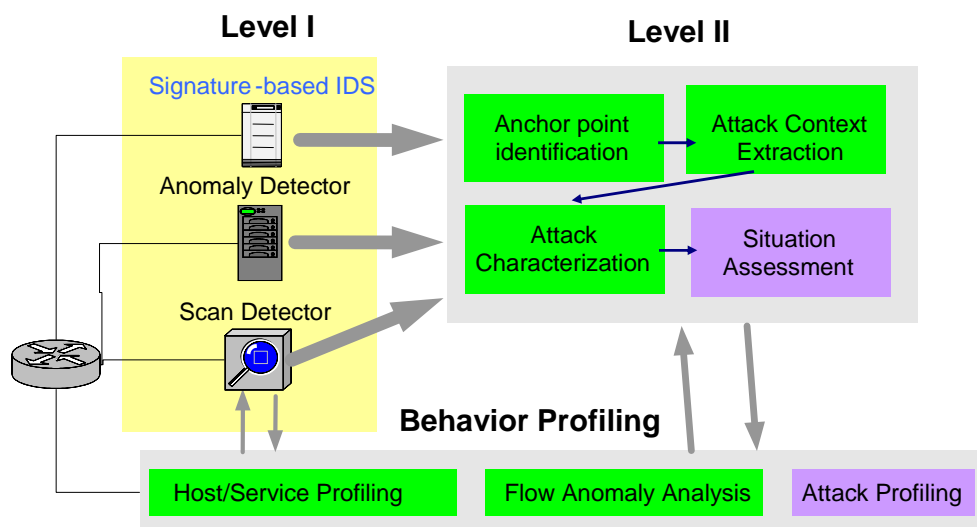 Level I
Level II
Signature-based IDS
Anchor point
identification
Attack Context
Extraction
Anomaly Detector
Attack
Characterization
Situation
Assessment
Scan Detector
Behavior Profiling
Host/Service Profiling
Flow Anomaly Analysis
Attack Profiling